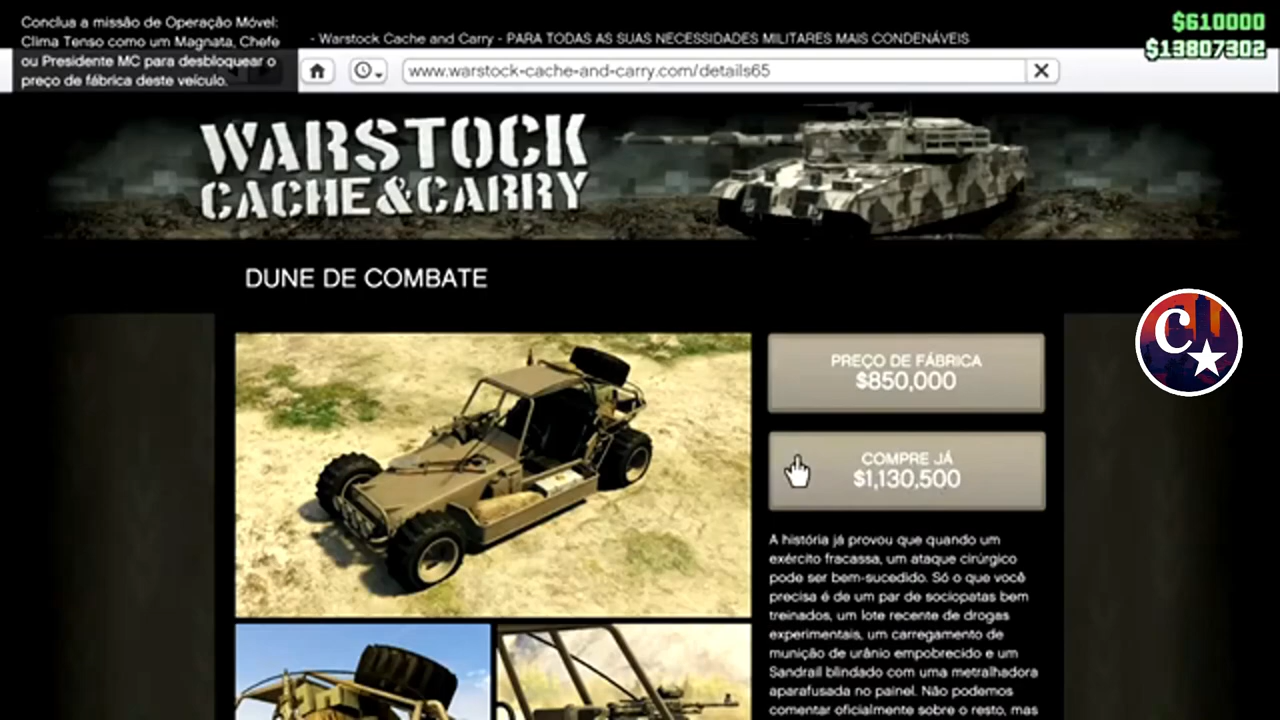 Conclua a missão de Operação Móvel:
Clima Tenso como um Magnata, Chefe
ou Presidente MC para desbloquear o
preço de fábrica deste veículo.
- Warstock Cache and Carry - PARA TODAS AS SUAS NECESSIDADES MILITARES MAIS CONDENÁVEIS
$610000
$13807302
www.warstock-cache-and-carry.com/details65
WARSTOCK
CACHE&CARRY
DUNE DE COMBATE
C
PREÇO DE FÁBRICA
$850,000
COMPRE JÁ
$1,130,500
A história já provou que quando um
exército fracassa, um ataque cirúrgico
pode ser bem-sucedido. Só o que você
precisa é de um par de sociopatas bem
treinados, um lote recente de drogas
experimentais, um carregamento de
munição de urânio empobrecido e um
Sandrail blindado com uma metralhadora
aparafusada no painel. Não podemos
comentar oficialmente sobre o resto, mas